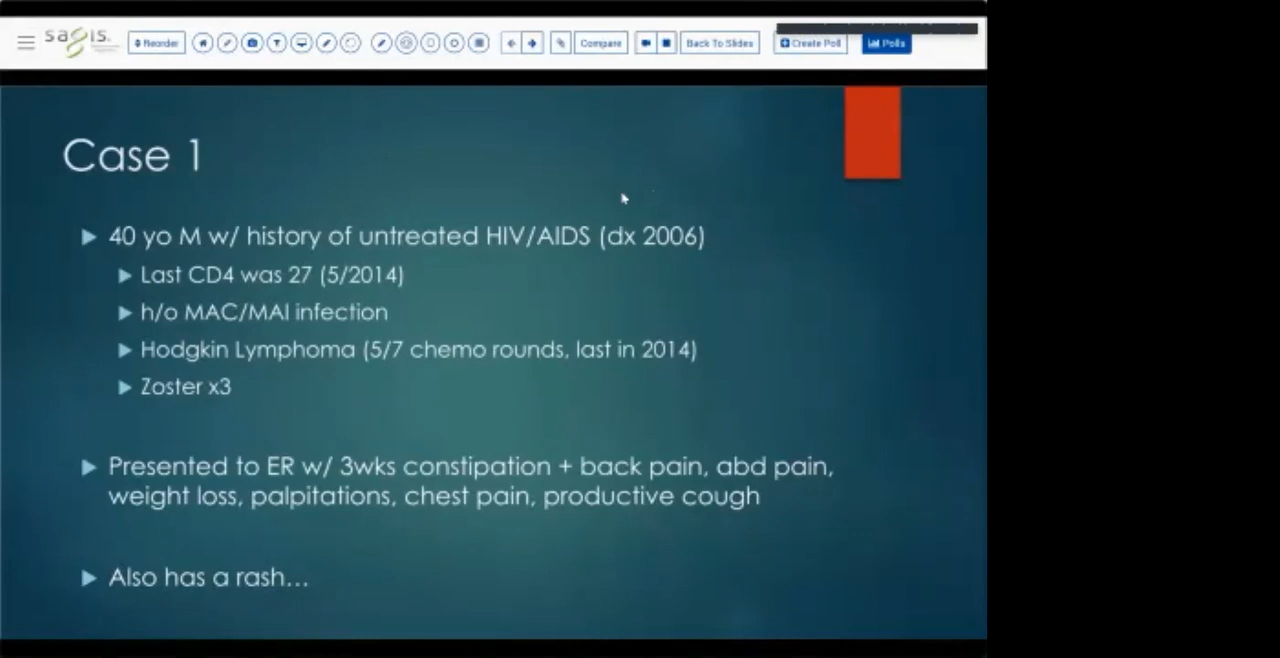 sagis.
Reorder
Compare
Back To Slides
Create Poll
Polls
Case 1
40 yo M w/ history of untreated HIV/AIDS (dx 2006)
Last CD4 was 27 (5/2014)
h/o MAC/MAI infection
Hodgkin Lymphoma (5/7 chemo rounds, last in 2014)
Zoster x3
Presented to ER w/ 3wks constipation + back pain, abd pain,
weight loss, palpitations, chest pain, productive cough
Also has a rash...